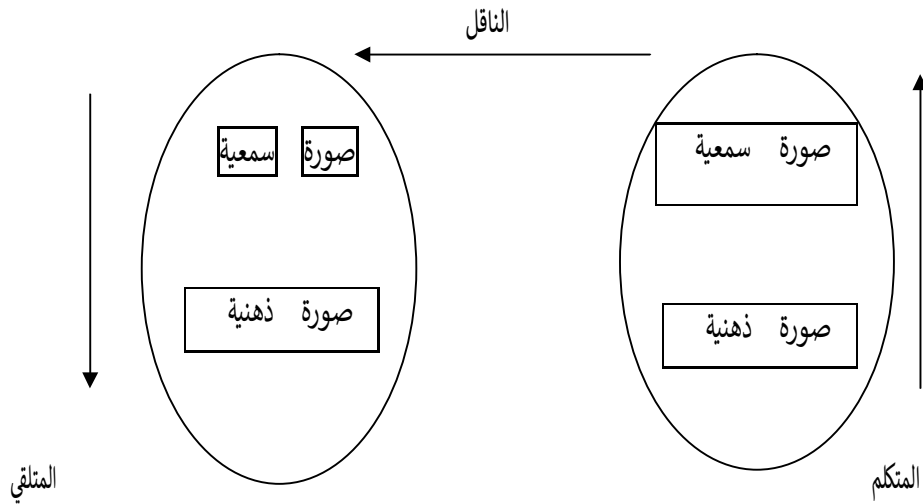 الناقل
صورة سمعية
صورة سمعية
صورة ذهنية
صورة ذهنية
المتكلم
المتلقي